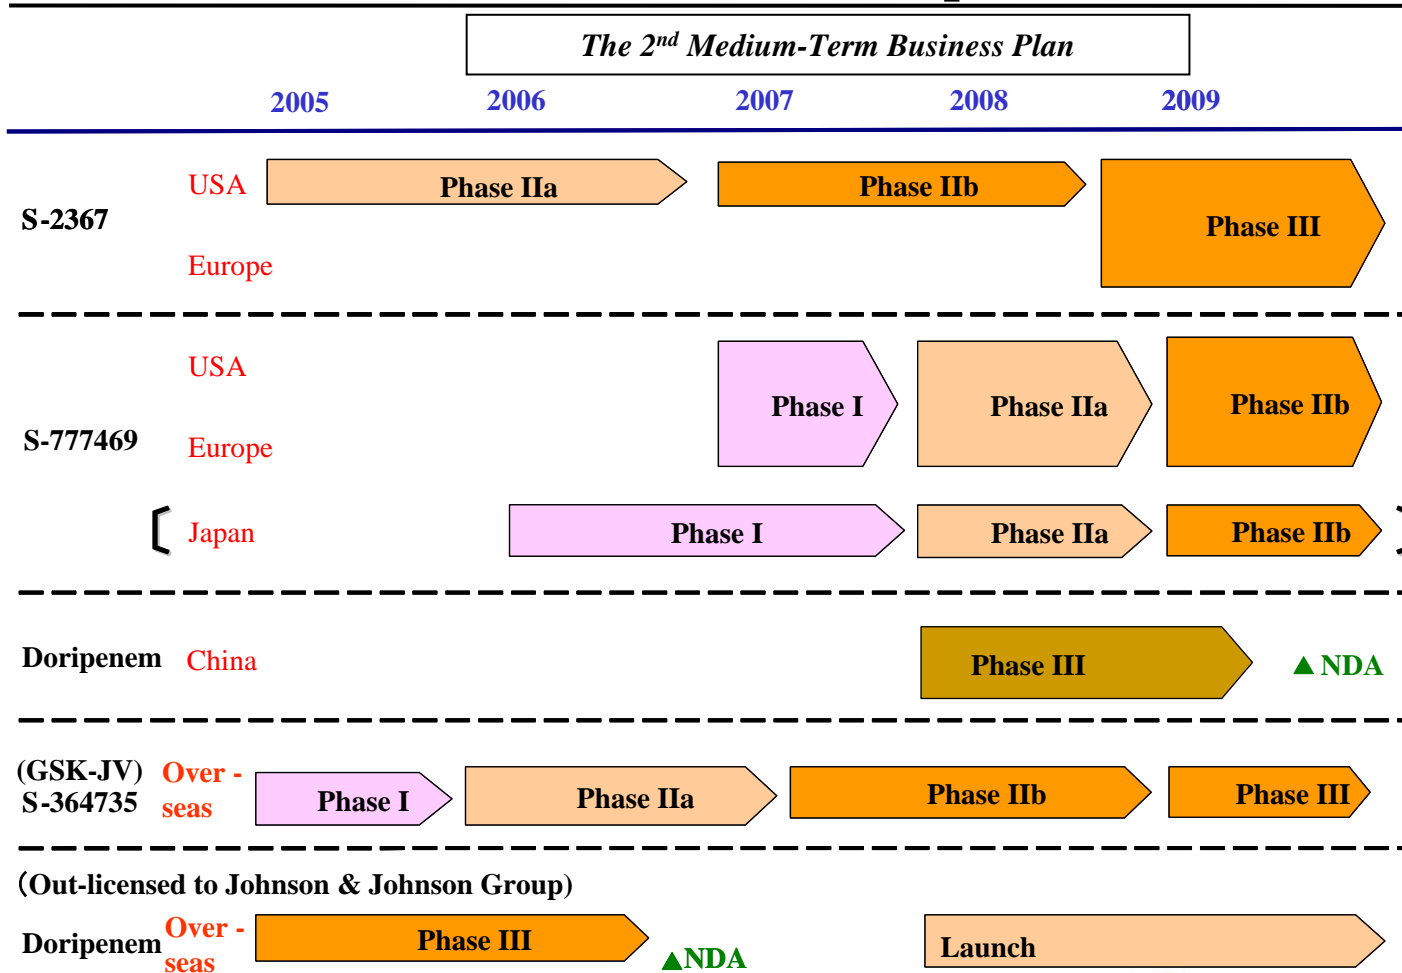 The 2nd Medium-Term Business Plan
2005 2006 2007 2008 2009
USA Phase IIa Phase IIb
S-2367 Phase III
Europe
USA
Phase I Phase IIa Phase IIb
S-777469 Europe
[ Japan Phase I Phase IIa Phase IIb
Doripenem China Phase III ▲ NDA
(GSK-JV) Over -
S-364735 seas Phase I Phase IIa Phase IIb Phase III
(Out-licensed to Johnson & Johnson Group)
Doripenem Over - Phase III Launch
seas ▲NDA